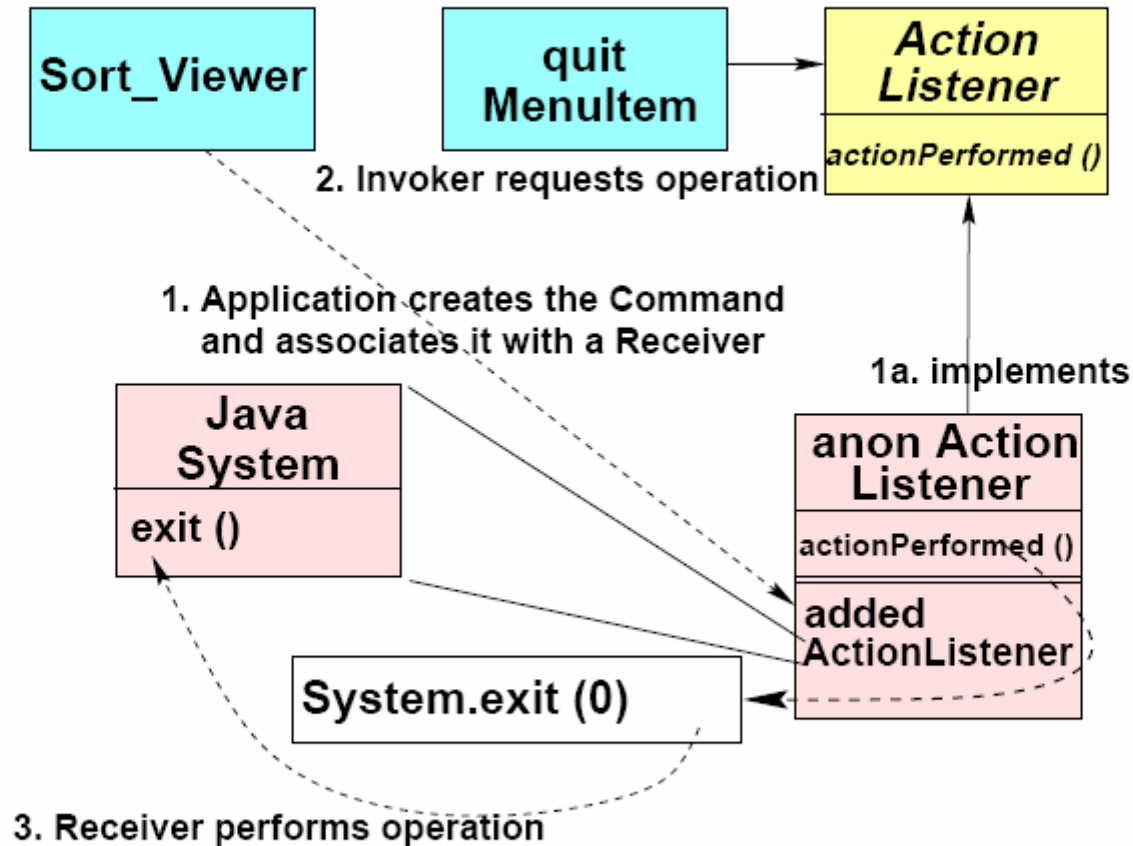 Sort_Viewer
quit
MenuItem
Action
Listener
actionPerformed ()
2. Invoker requests operation
1. Application creates the Command
and associates it with a Receiver
1a. implements
Java
System
exit ()
anon Action
Listener
actionPerformed ()
added
ActionListener
System.exit (0)
3. Receiver performs operation